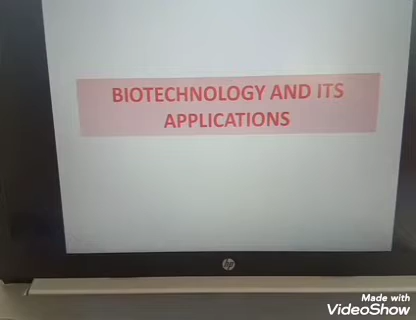 BIOTECHNOLOGY AND ITS
APPLICATIONS
hp
Made with
VideoShow